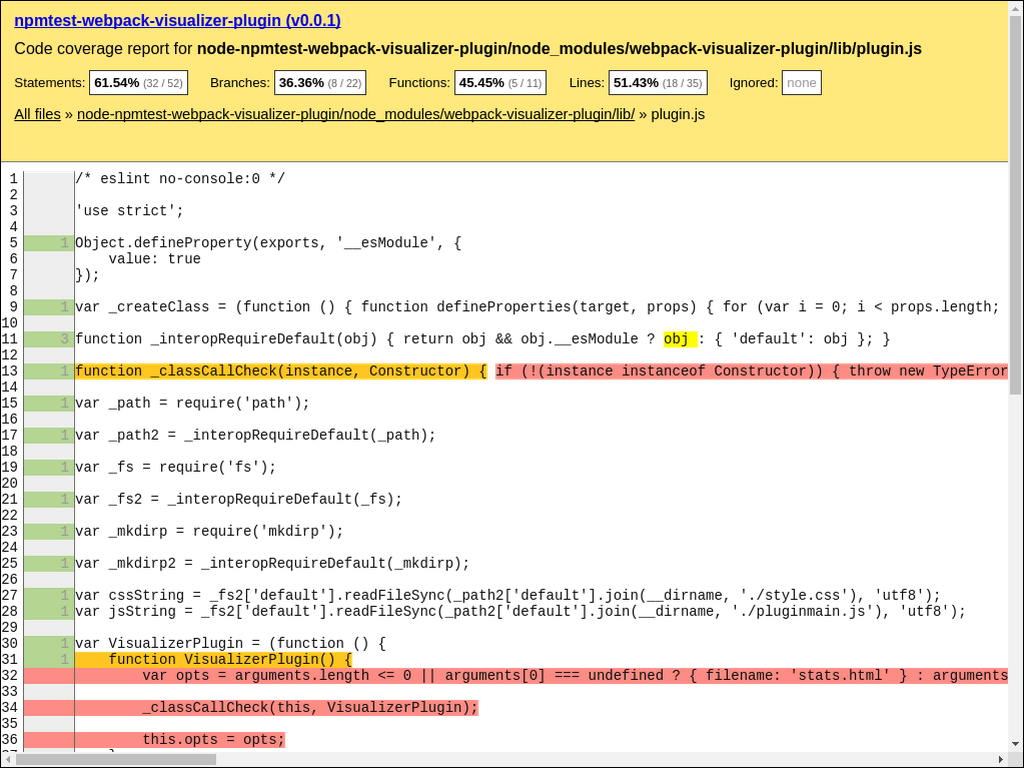 npmtest-webpack-visualizer-plugin (v0.0.1)
Code coverage report for node-npmtest-webpack-visualizer-plugin/node_modules/webpack-visualizer-plugin/lib/plugin.js
Statements: 61.54% (32 / 52) Branches: 36.36% (8 / 22) Functions: 45.45% (5 / 11) Lines: 51.43% (18 / 35) Ignored: none
All files » node-npmtest-webpack-visualizer-plugin/node_modules/webpack-visualizer-plugin/lib/ » plugin.js
1 /* eslint no-console:0 */
2
3 'use strict';
4
5 1 Object.defineProperty(exports, '__esModule', {
6 value: true
7 });
8
9 1 var _createClass = (function () { function defineProperties(target, props) { for (var i = 0; i < props.length;
10
11 3 function _interopRequireDefault(obj) { return obj && obj.__esModule ? obj : { 'default': obj }; }
12
13 1 function _classCallCheck(instance, Constructor) { if (!(instance instanceof Constructor)) { throw new TypeError
14
15 1 var _path = require('path');
16
17 1 var _path2 = _interopRequireDefault(_path);
18
19 1 var _fs = require('fs');
20
21 1 var _fs2 = _interopRequireDefault(_fs);
22
23 1 var _mkdirp = require('mkdirp');
24
25 1 var _mkdirp2 = _interopRequireDefault(_mkdirp);
26
27 1 var cssString = _fs2['default'].readFileSync(_path2['default'].join(__dirname, './style.css'), 'utf8');
28 1 var jsString = _fs2['default'].readFileSync(_path2['default'].join(__dirname, './pluginmain.js'), 'utf8');
29
30 1 var VisualizerPlugin = (function () {
31 1 function VisualizerPlugin() {
32 var opts = arguments.length <= 0 || arguments[0] === undefined ? { filename: 'stats.html' } : arguments
33
34 _classCallCheck(this, VisualizerPlugin);
35
36 this.opts = opts;